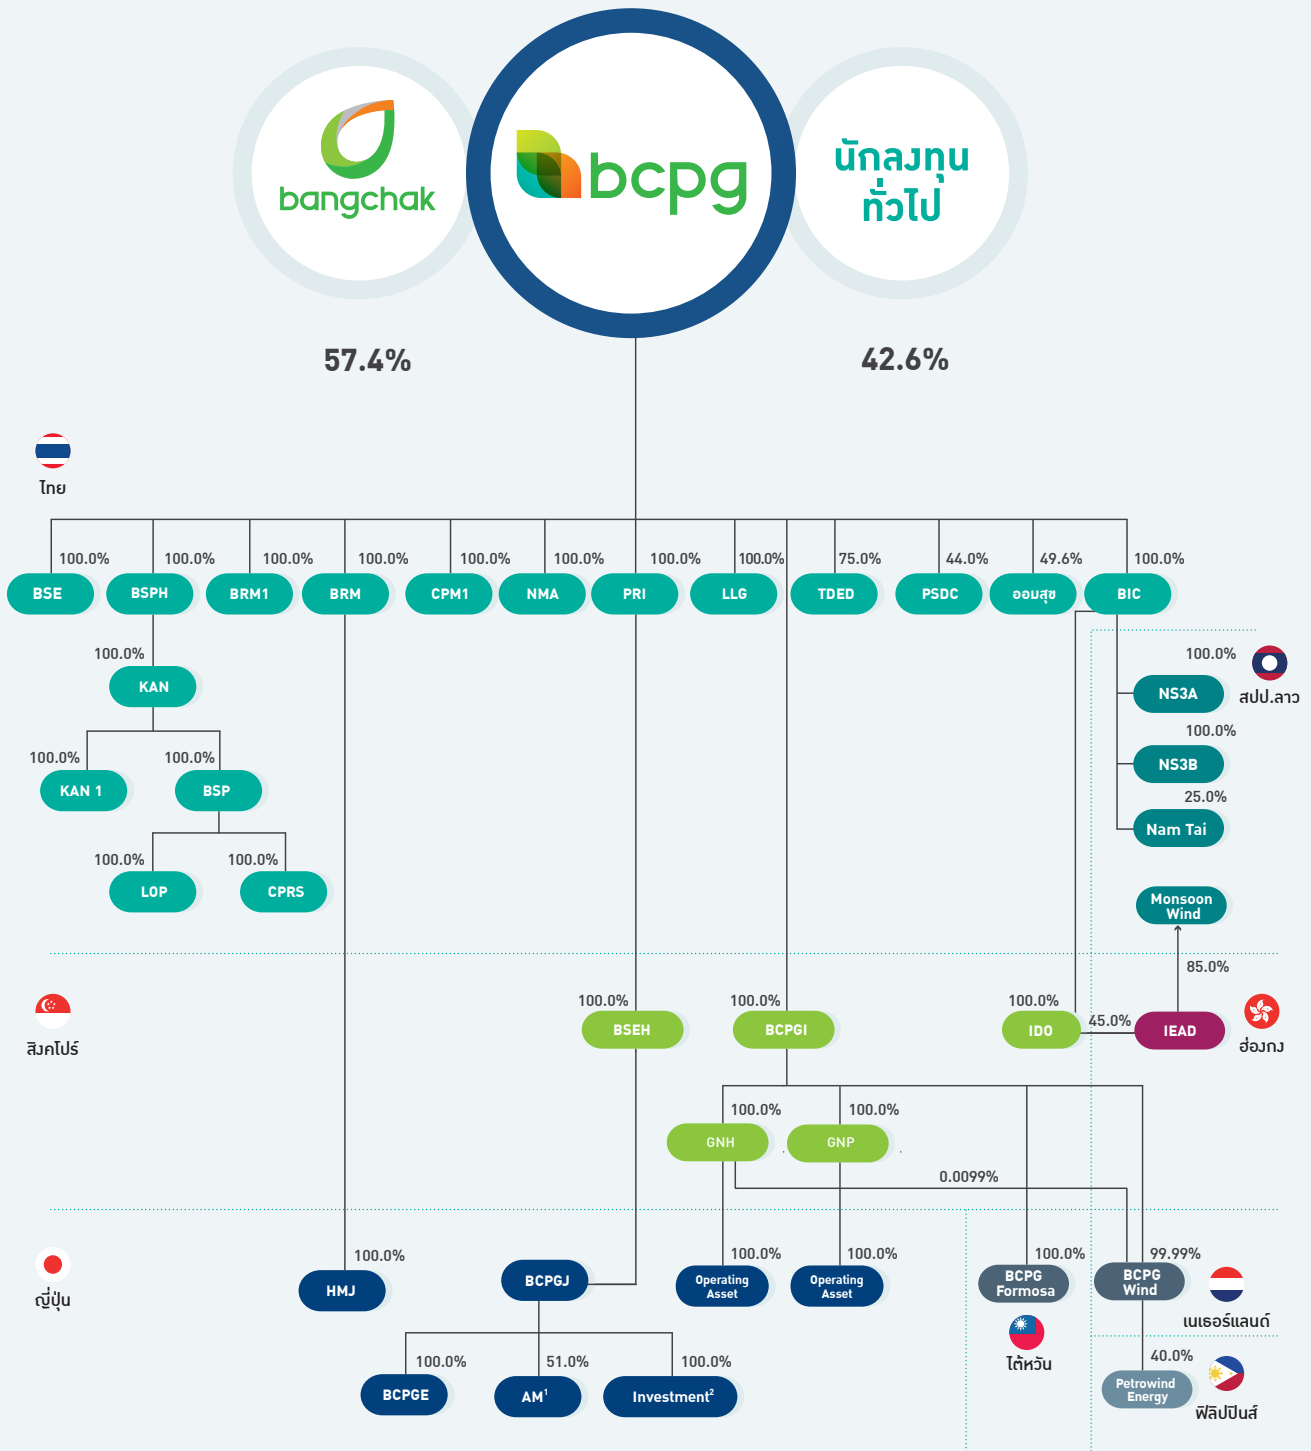 bangchak
bcpg
นักลงทุน
ทั่วไป
57.4%
42.6%
ไทย
100.0%
100.0%
100.0%
100.0%
100.0%
100.0%
100.0%
100.0%
75.0%
44.0%
49.6%
100.0%
BSE
BSPH
BRM1
BRM
CPM1
NMA
PRI
LLG
TDED
PSDC
ออมสุข
BIC
100.0%
KAN
100.0%
100.0%
KAN 1
BSP
100.0%
100.0%
LOP
CPRS
100.0%
สปป.ลาว
NS3A
100.0%
NS3B
25.0%
Nam Tai
Monsoon
Wind
85.0%
สิงคโปร์
100.0%
100.0%
100.0%
45.0%
BSEH
BCPGI
IDO
IEAD
ฮ่องกง
100.0%
100.0%
GNH
GNP
0.0099%
ญี่ปุ่น
100.0%
HMJ
BCPGJ
100.0%
100.0%
Operating
Asset
Operating
Asset
100.0%
BCPG
Formosa
ไต้หวัน
99.99%
BCPG
Wind
เนเธอร์แลนด์
100.0%
51.0%
100.0%
BCPGE
AM¹
Investment²
40.0%
Petrowind
Energy
ฟิลิปปินส์